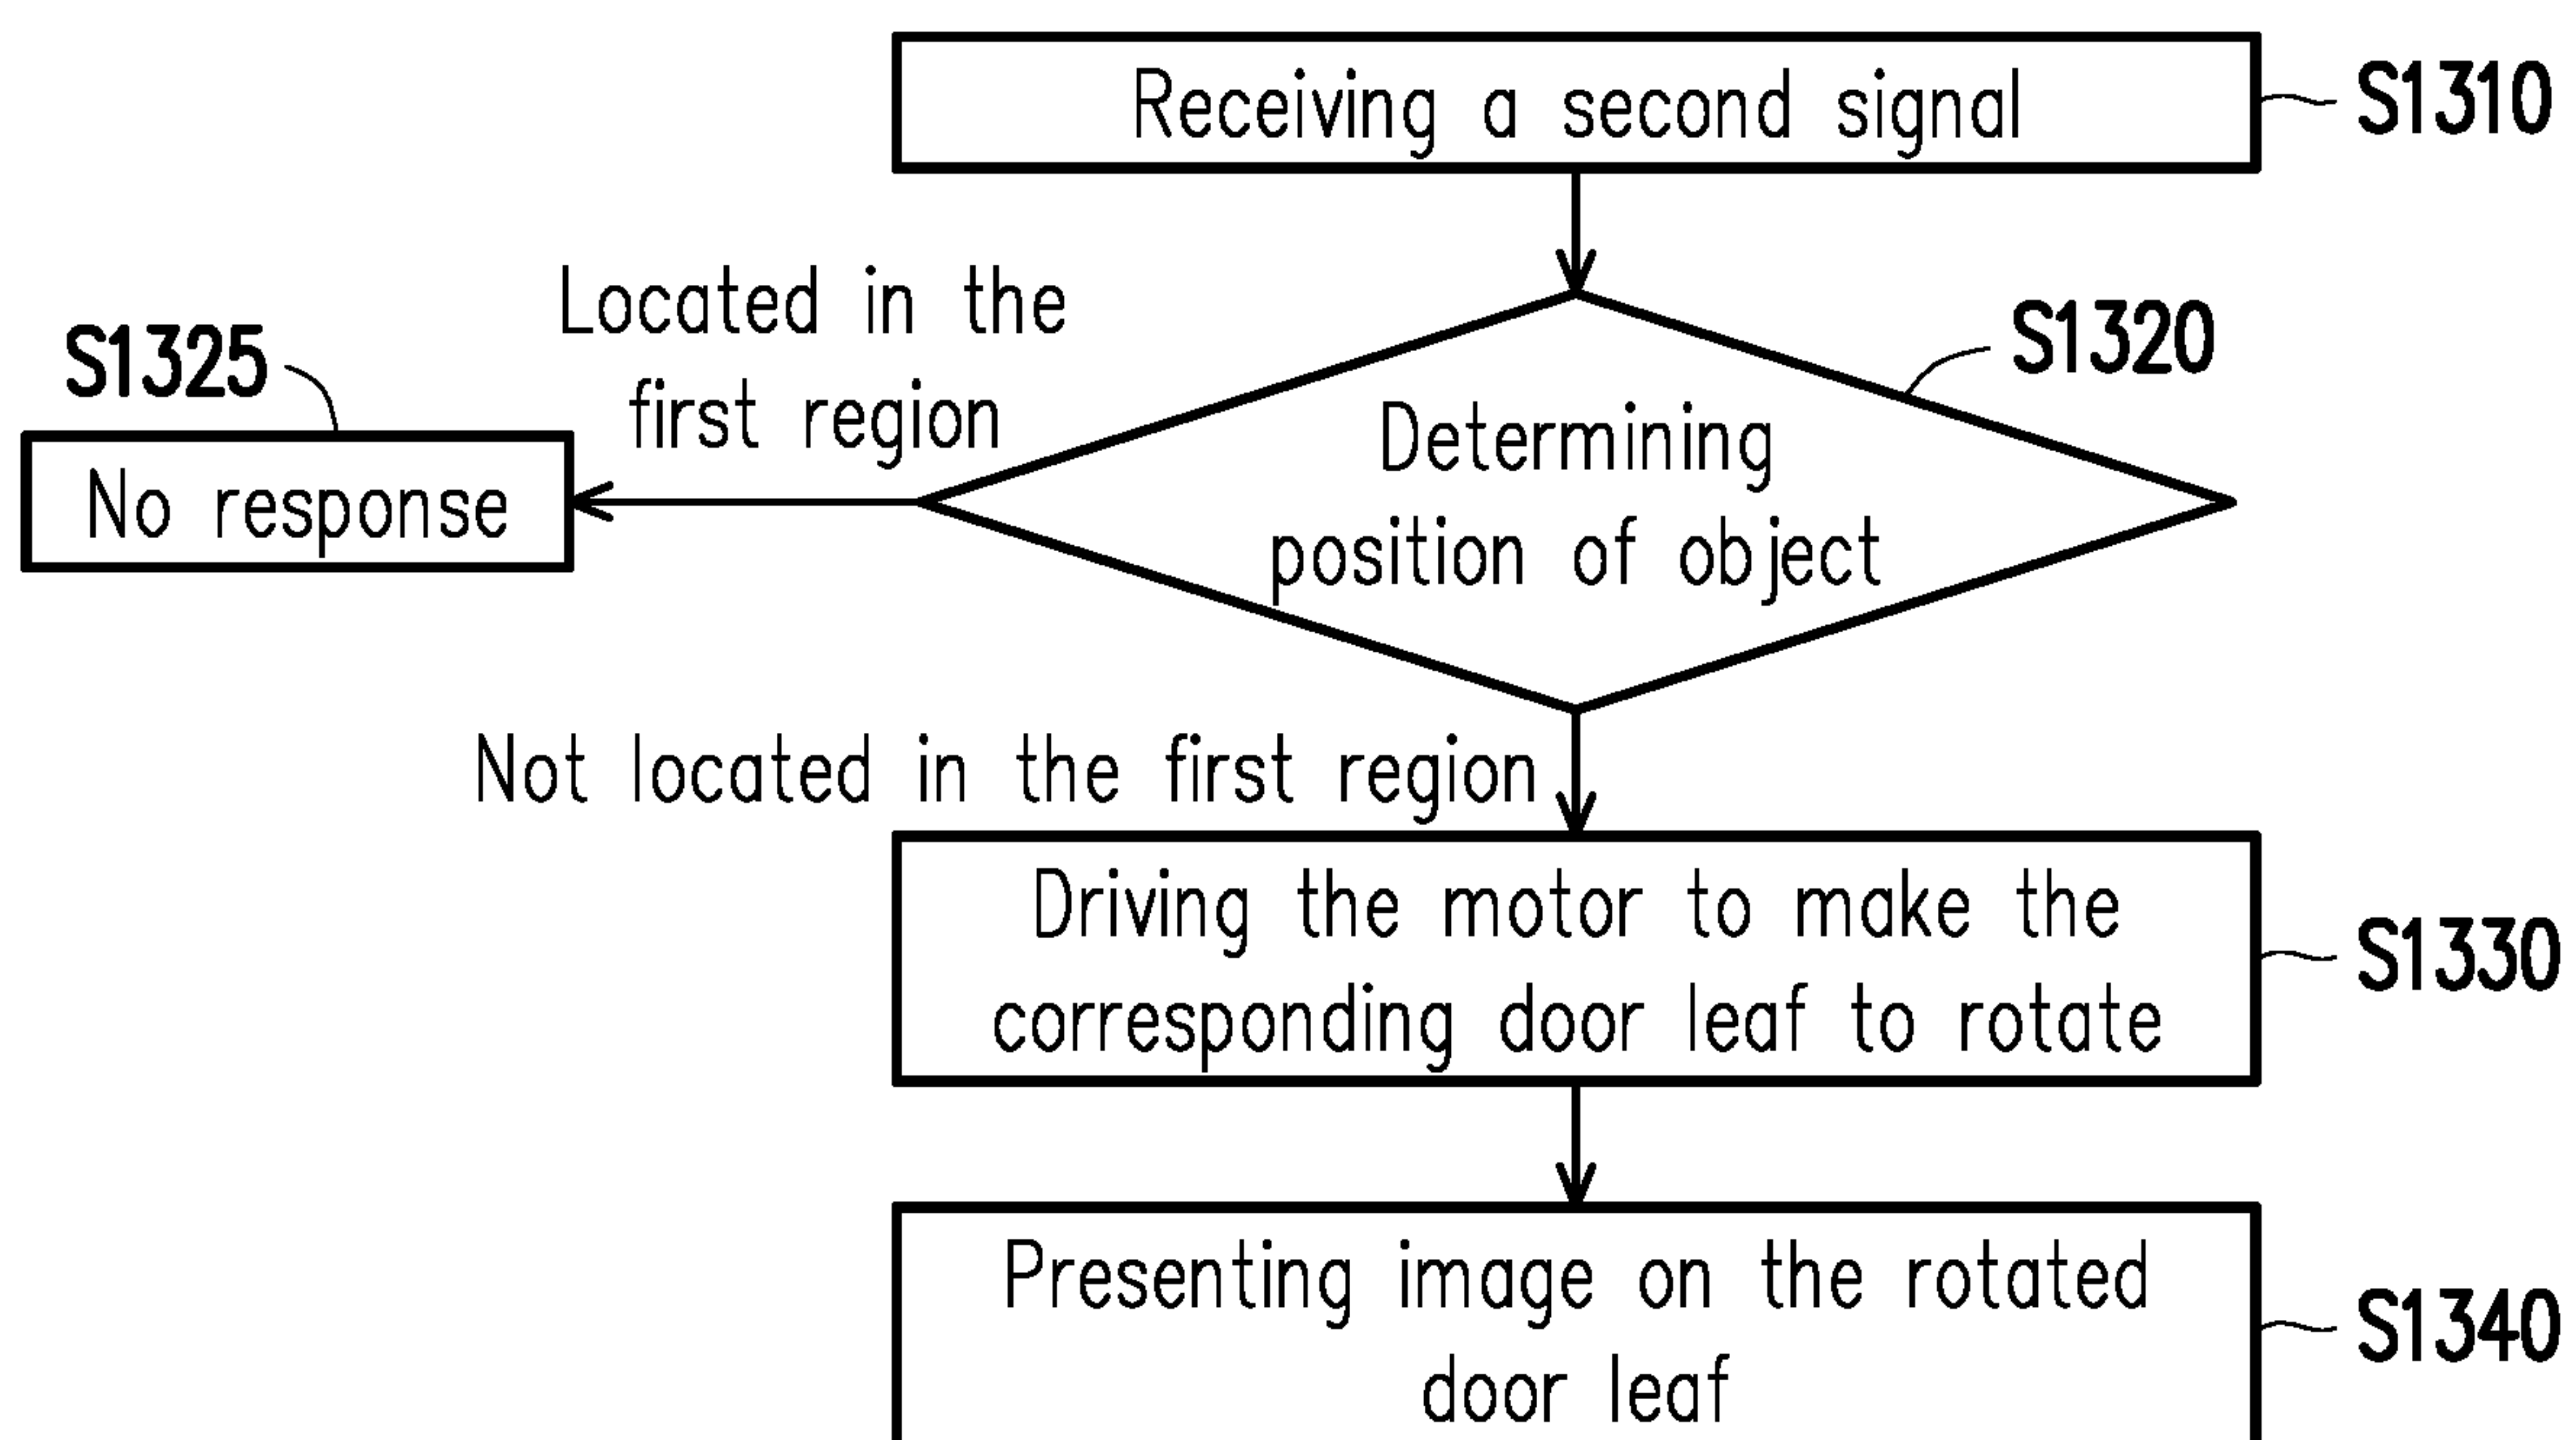 Receiving a second signal
S1310
Located in the
first region
S1325
No response
S1320
Determining
position of object
Not located in the first region
Driving the motor to make the
corresponding door leaf to rotate
S1330
Presenting image on the rotated
door leaf
S1340